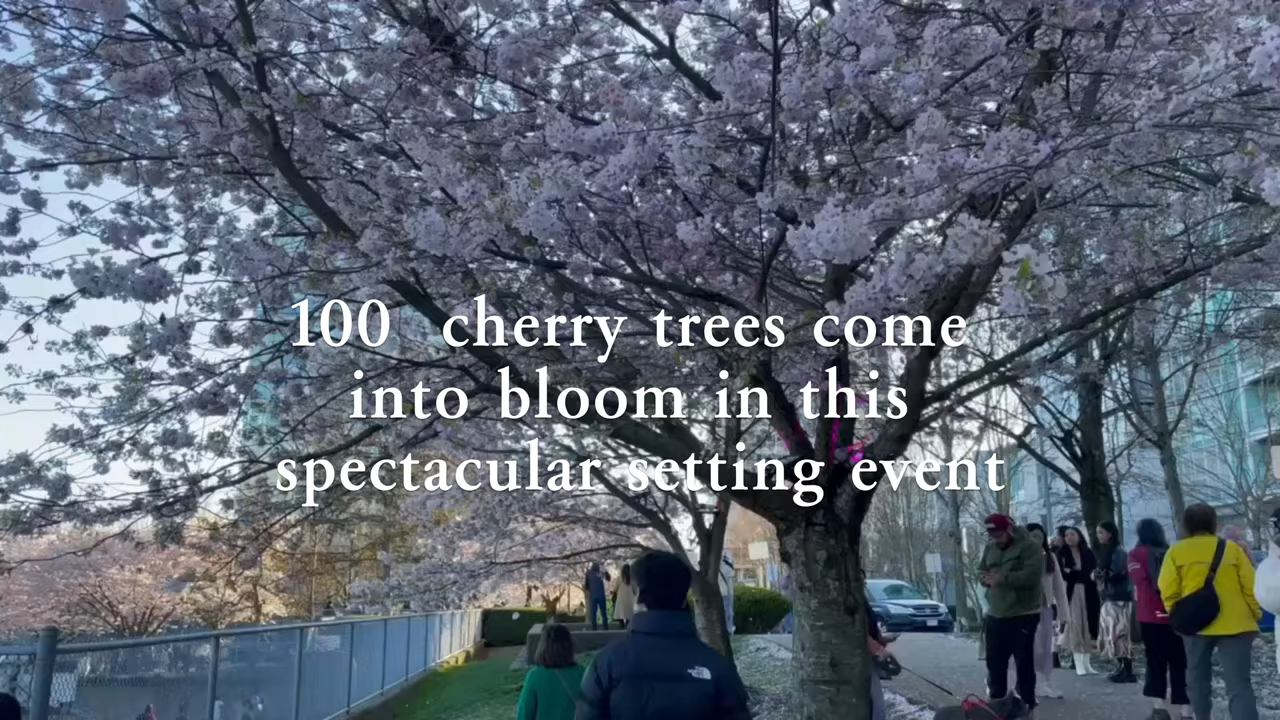 100 cherry trees come
into bloom in this
spectacular setting event